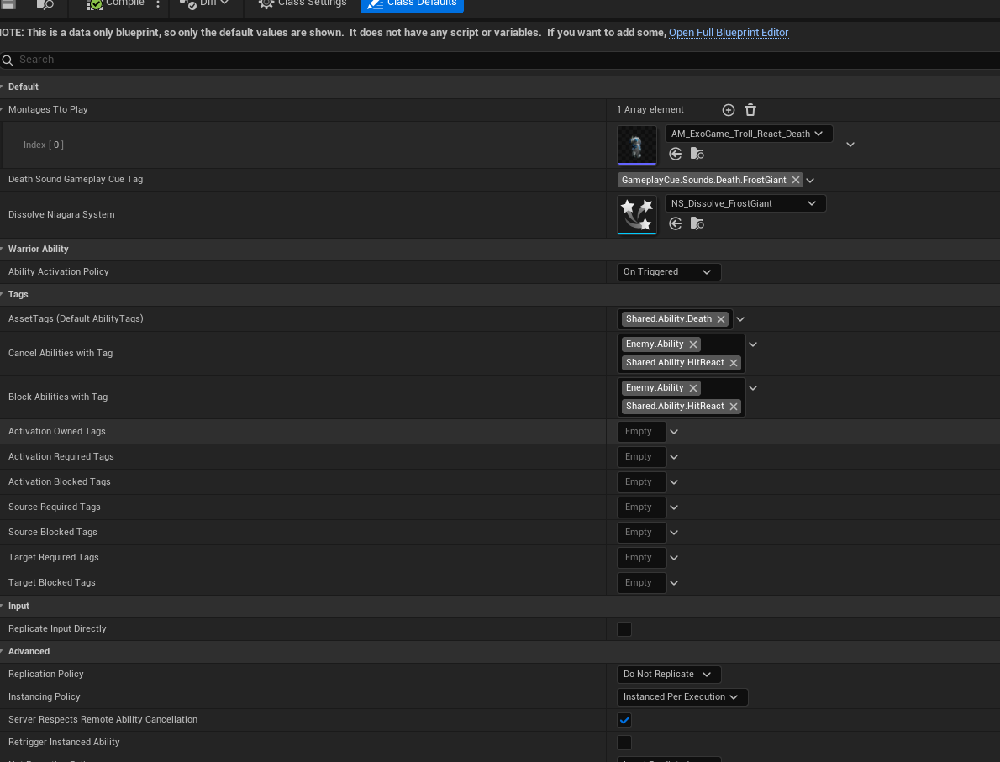 Compile
Diff
Class Settings
Class Defaults
NOTE: This is a data only blueprint, so only the default values are shown. It does not have any script or variables. If you want to add some, Open Full Blueprint Editor
Search
Default
Montages Tto Play
1 Array element
Index [ 0 ]
AM_ExoGame_Troll_React_Death
Death Sound Gameplay Cue Tag
GameplayCue.Sounds.Death.FrostGiant
Dissolve Niagara System
NS_Dissolve_FrostGiant
Warrior Ability
Ability Activation Policy
On Triggered
Tags
AssetTags (Default AbilityTags)
Shared.Ability.Death
Cancel Abilities with Tag
Enemy.Ability
Shared.Ability.HitReact
Block Abilities with Tag
Enemy.Ability
Shared.Ability.HitReact
Activation Owned Tags
Empty
Activation Required Tags
Empty
Activation Blocked Tags
Empty
Source Required Tags
Empty
Source Blocked Tags
Empty
Target Required Tags
Empty
Target Blocked Tags
Empty
Input
Replicate Input Directly
Advanced
Replication Policy
Do Not Replicate
Instancing Policy
Instanced Per Execution
Server Respects Remote Ability Cancellation
Retrigger Instanced Ability